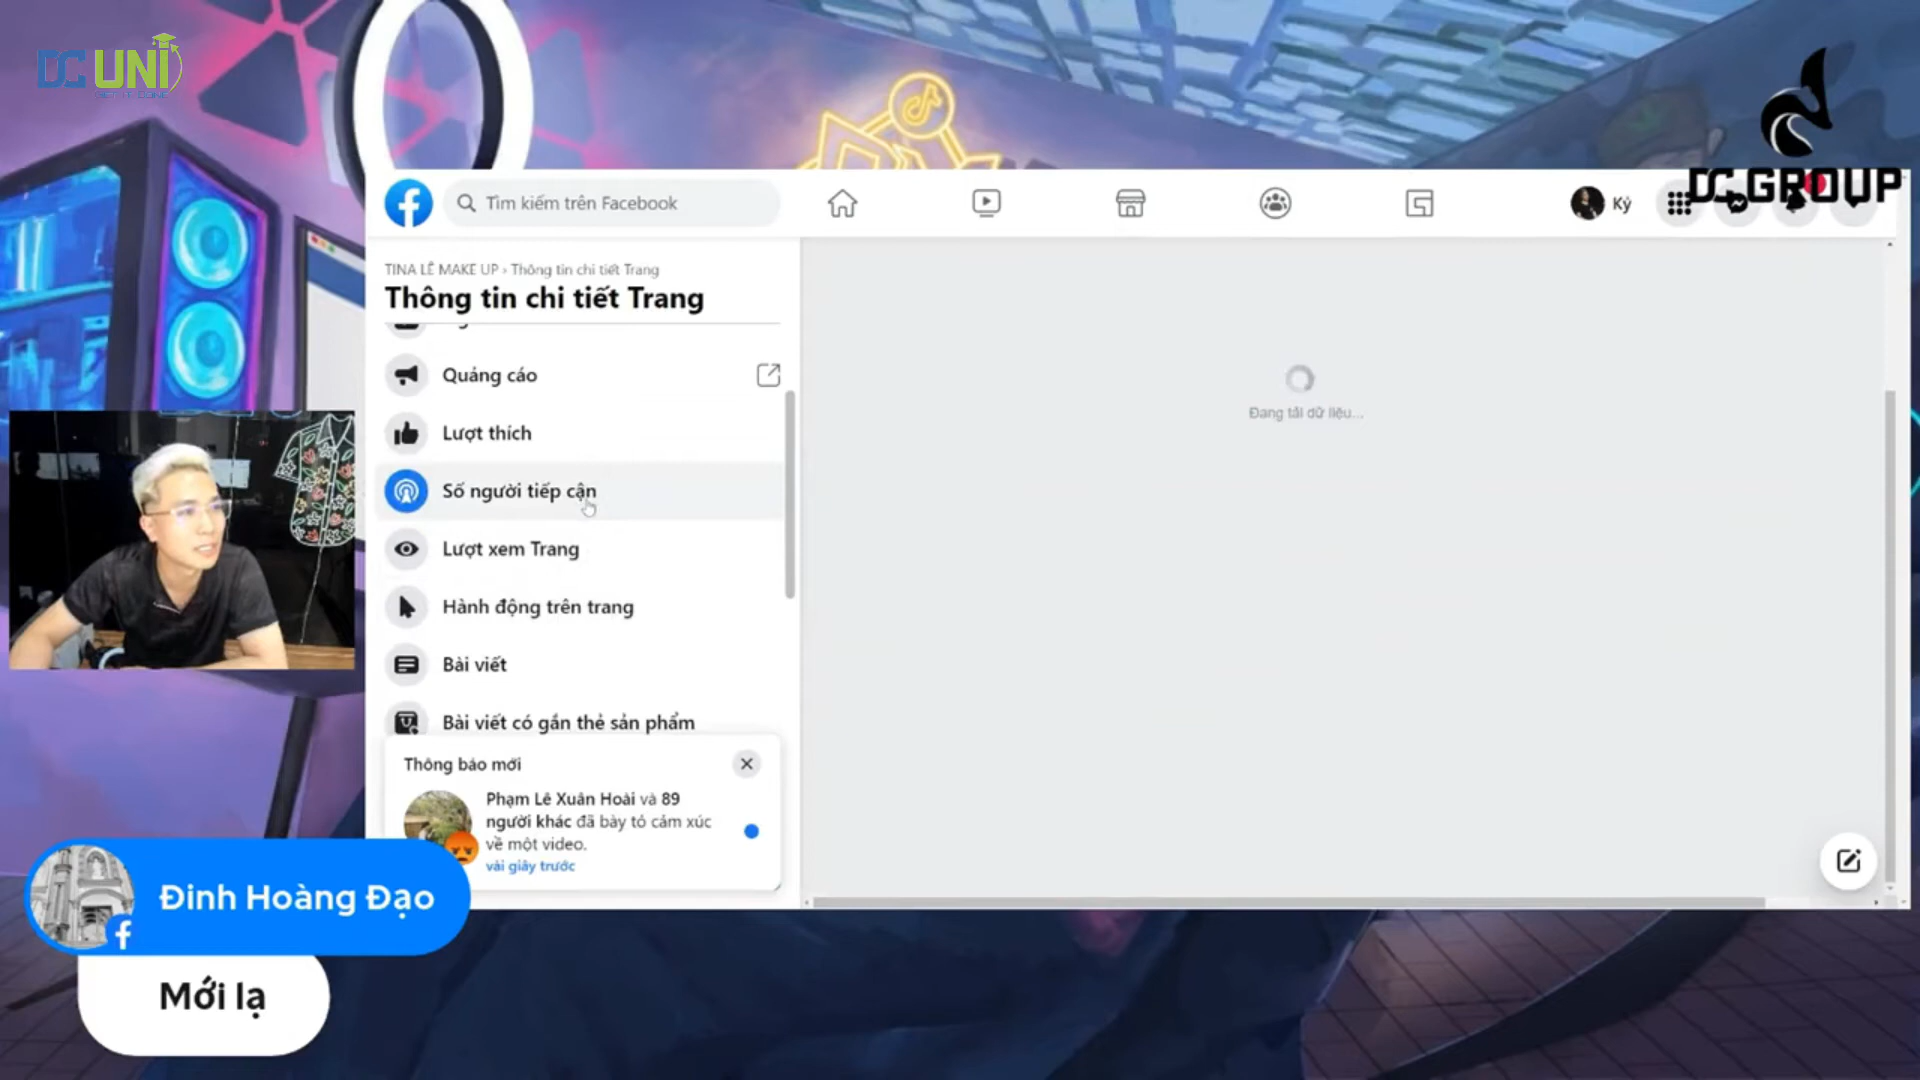 DC UNI
DC GROUP
Tìm kiếm trên Facebook
Kỳ
TINA LÊ MAKE UP › Thông tin chi tiết Trang
Thông tin chi tiết Trang
Quảng cáo
Lượt thích
Số người tiếp cận
Lượt xem Trang
Hành động trên trang
Bài viết
Bài viết có gắn thẻ sản phẩm
Thông báo mới
Phạm Lê Xuân Hoài và 89
người khác đã bày tỏ cảm xúc
về một video.
vài giây trước
Đang tải dữ liệu...
Đinh Hoàng Đạo
Mới lạ